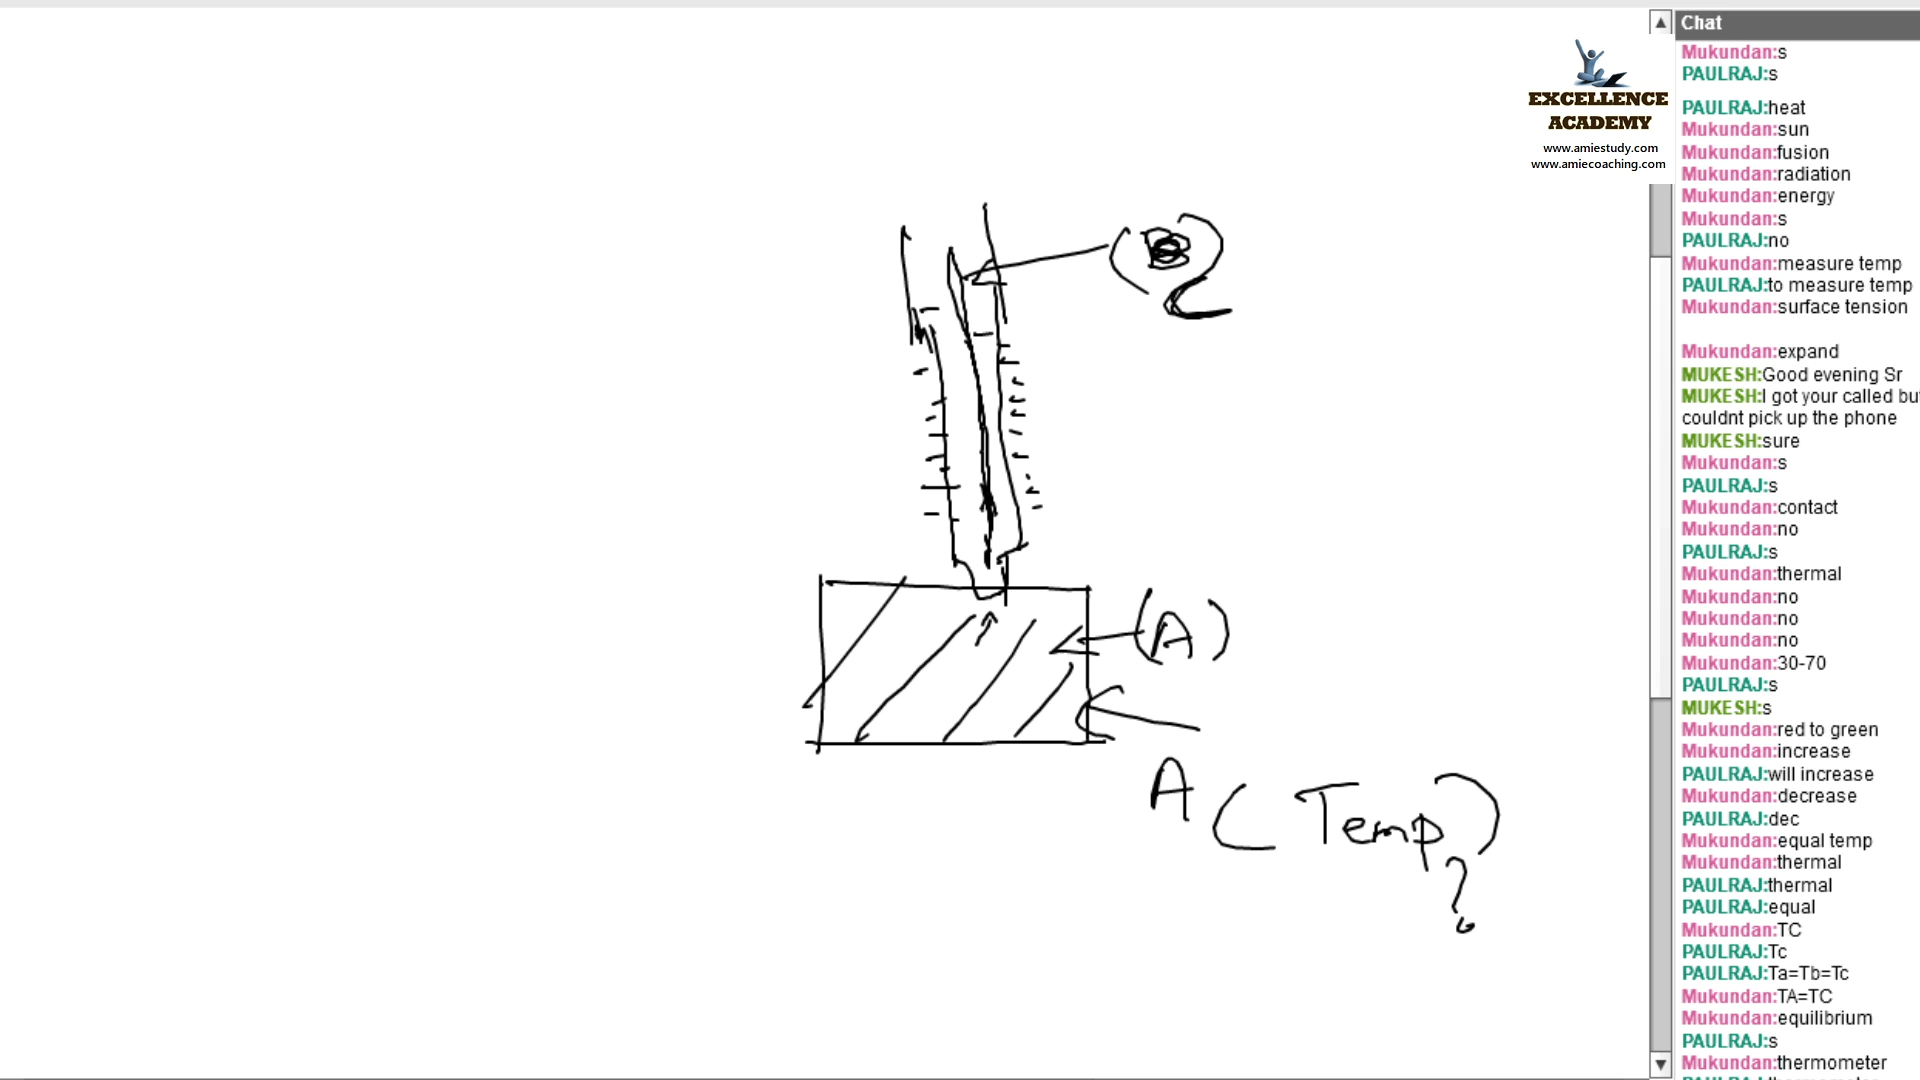 EXCELLENCE
ACADEMY
www.amiestudy.com
www.amiecoaching.com
(A)
A (Temp)
?
Chat
Mukundan:s
PAULRAJ:s
PAULRAJ:heat
Mukundan:sun
Mukundan:fusion
Mukundan:radiation
Mukundan:energy
Mukundan:s
PAULRAJ:no
Mukundan:measure temp
PAULRAJ:to measure temp
Mukundan:surface tension
Mukundan:expand
MUKESH:Good evening Sr
MUKESH:I got your called but
couldnt pick up the phone
MUKESH:sure
Mukundan:s
PAULRAJ:s
Mukundan:contact
Mukundan:no
PAULRAJ:s
Mukundan:thermal
Mukundan:no
Mukundan:no
Mukundan:no
Mukundan:30-70
PAULRAJ:s
MUKESH:s
Mukundan:red to green
Mukundan:increase
PAULRAJ:will increase
Mukundan:decrease
PAULRAJ:dec
Mukundan:equal temp
Mukundan:thermal
PAULRAJ:thermal
PAULRAJ:equal
Mukundan:TC
PAULRAJ:Tc
PAULRAJ:Ta=Tb=Tc
Mukundan:TA=TC
Mukundan:equilibrium
PAULRAJ:s
Mukundan:thermometer